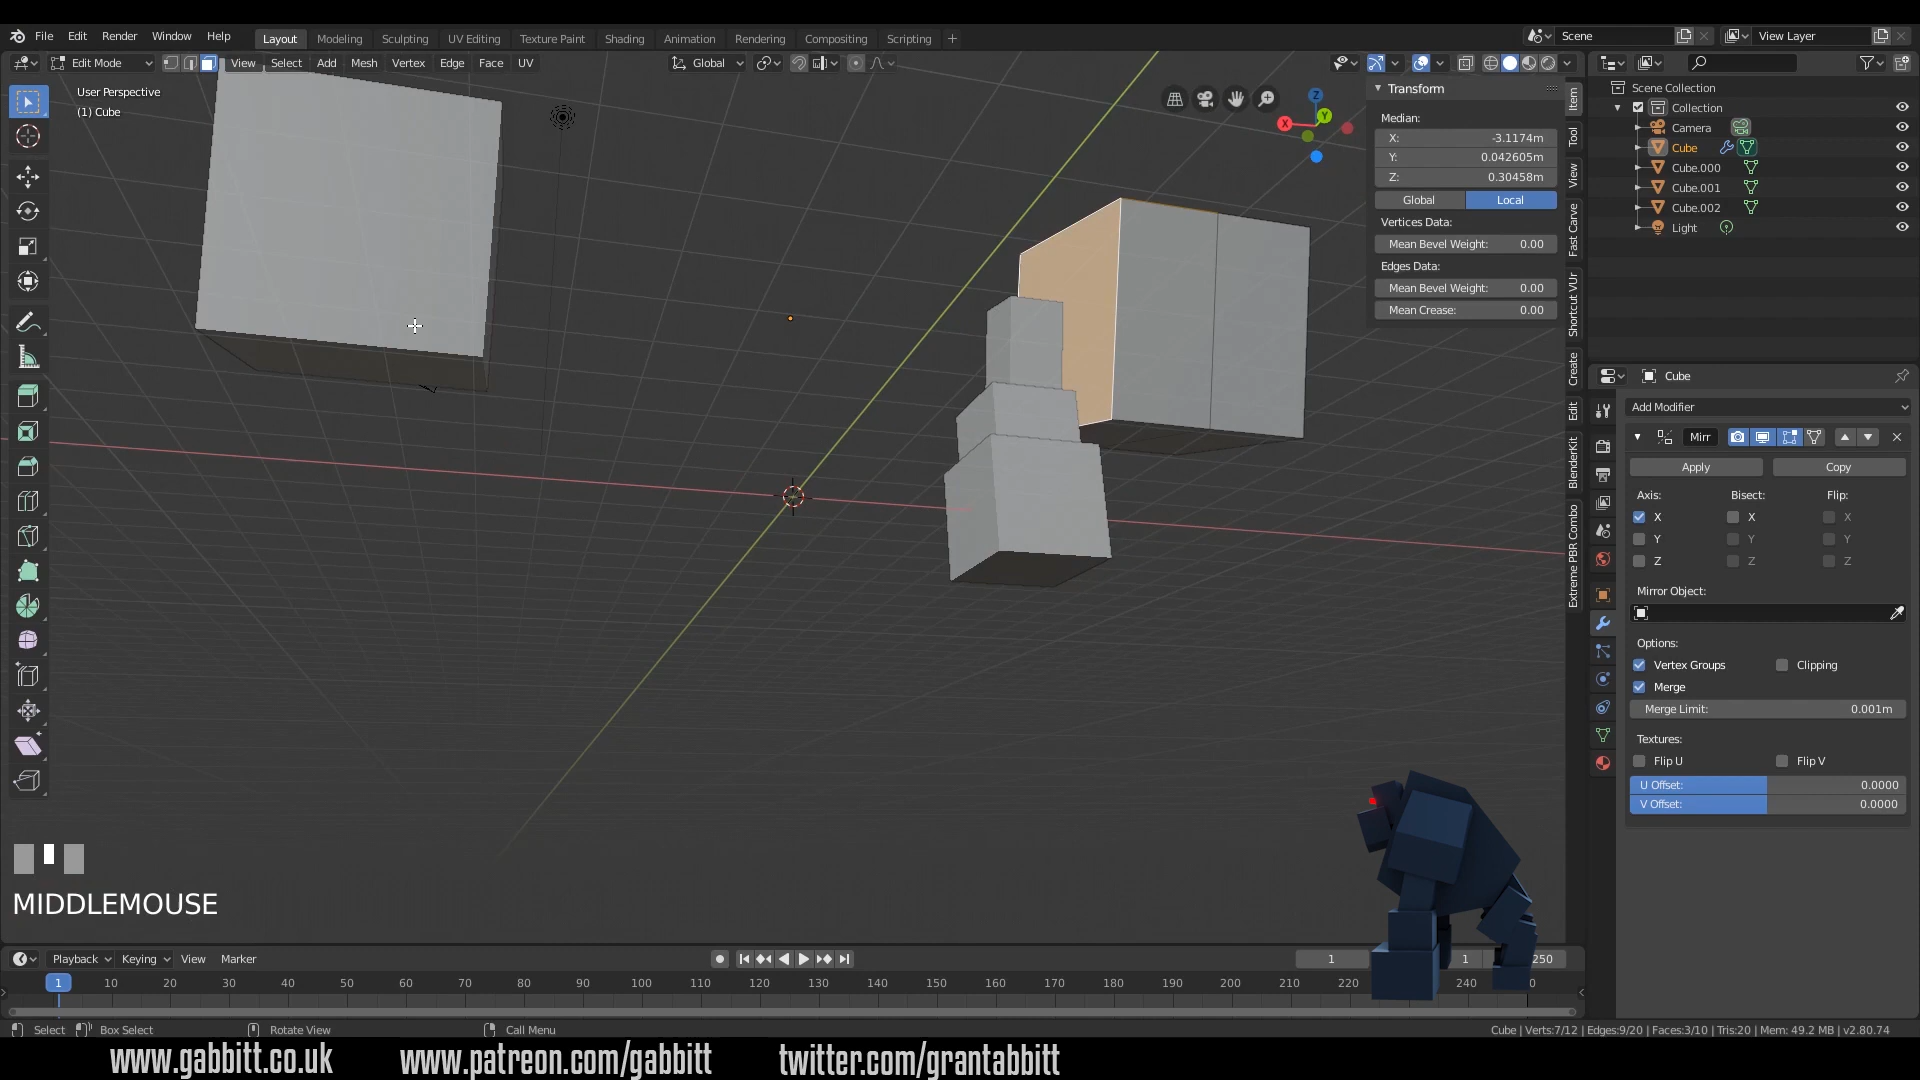 File Edit Render Window Help Layout Modeling Sculpting UV Editing Texture Paint Shading Animation Rendering Compositing Scripting + Scene View Layer
Edit Mode View Select Add Mesh Vertex Edge Face UV Global
User Perspective
(1) Cube
X Y Z
Transform
Median:
X: -3.1174m
Y: 0.042605m
Z: 0.30458m
Global Local
Vertices Data:
Mean Bevel Weight: 0.00
Edges Data:
Mean Bevel Weight: 0.00
Mean Crease: 0.00
Item
Tool
View
Fast Carve
Shortcut VUr
Create
Edit
BlenderKit
Extreme PBR Combo
Scene Collection
Collection
Camera
Cube
Cube.000
Cube.001
Cube.002
Light
Cube
Add Modifier
Mirr
Apply Copy
Axis: Bisect: Flip:
X X X
Y Y Y
Z Z Z
Mirror Object:
Options:
Vertex Groups Clipping
Merge
Merge Limit: 0.001m
Textures:
Flip U Flip V
U Offset: 0.0000
V Offset: 0.0000
MIDDLEMOUSE
Playback Keying View Marker 1 1 250
1 10 20 30 40 50 60 70 80 90 100 110 120 130 140 150 160 170 180 190 200 210 220 240 0
Select Box Select Rotate View Call Menu Cube | Verts:7/12 | Edges:9/20 | Faces:3/10 | Tris:20 | Mem: 49.2 MB | v2.80.74
www.gabbitt.co.uk www.patreon.com/gabbitt twitter.com/grantabbitt